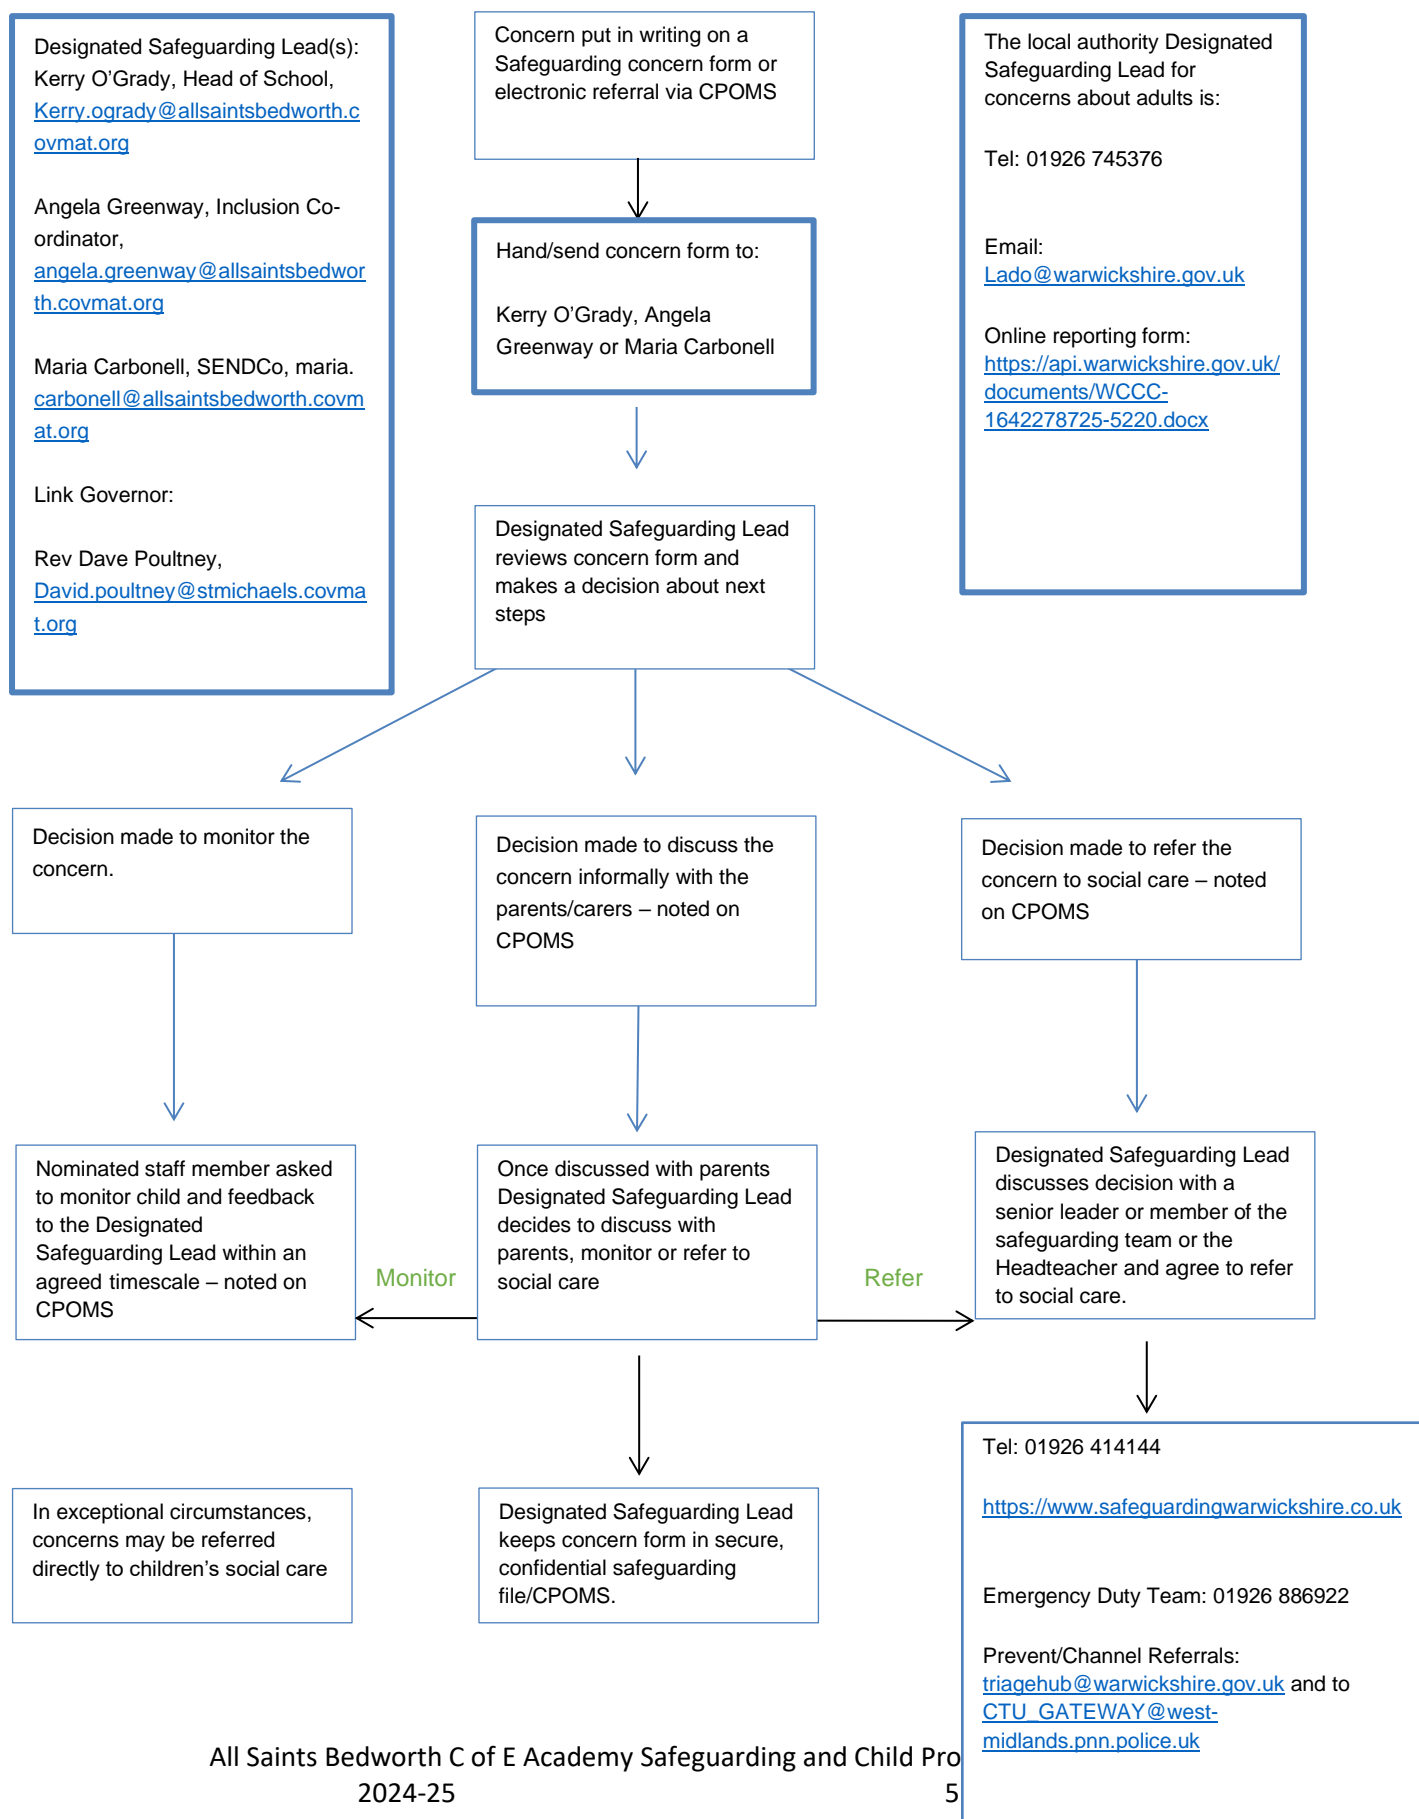 Designated Safeguarding Lead(s):
Kerry O’Grady, Head of School,
Kerry.ogrady@allsaintsbedworth.c
ovmat.org
Angela Greenway, Inclusion Co-
ordinator,
angela.greenway@allsaintsbedwor
th.covmat.org
Maria Carbonell, SENDCo, maria.
carbonell@allsaintsbedworth.covm
at.org
Link Governor:
Rev Dave Poultney,
David.poultney@stmichaels.covma
t.org
Concern put in writing on a
Safeguarding concern form or
electronic referral via CPOMS
Hand/send concern form to:
Kerry O’Grady, Angela
Greenway or Maria Carbonell
The local authority Designated
Safeguarding Lead for
concerns about adults is:
Tel: 01926 745376
Email:
Lado@warwickshire.gov.uk
Online reporting form:
https://api.warwickshire.gov.uk/
documents/WCCC-
1642278725-5220.docx
Designated Safeguarding Lead
reviews concern form and
makes a decision about next
steps
Decision made to monitor the
concern.
Decision made to discuss the
concern informally with the
parents/carers – noted on
CPOMS
Decision made to refer the
concern to social care – noted
on CPOMS
Nominated staff member asked
to monitor child and feedback
to the Designated
Safeguarding Lead within an
agreed timescale – noted on
CPOMS
Monitor
Once discussed with parents
Designated Safeguarding Lead
decides to discuss with
parents, monitor or refer to
social care
Refer
Designated Safeguarding Lead
discusses decision with a
senior leader or member of the
safeguarding team or the
Headteacher and agree to refer
to social care.
In exceptional circumstances,
concerns may be referred
directly to children’s social care
Designated Safeguarding Lead
keeps concern form in secure,
confidential safeguarding
file/CPOMS.
Tel: 01926 414144
https://www.safeguardingwarwickshire.co.uk
Emergency Duty Team: 01926 886922
Prevent/Channel Referrals:
triagehub@warwickshire.gov.uk and to
CTU_GATEWAY@west-
midlands.pnn.police.uk
All Saints Bedworth C of E Academy Safeguarding and Child Pro
2024-25 5